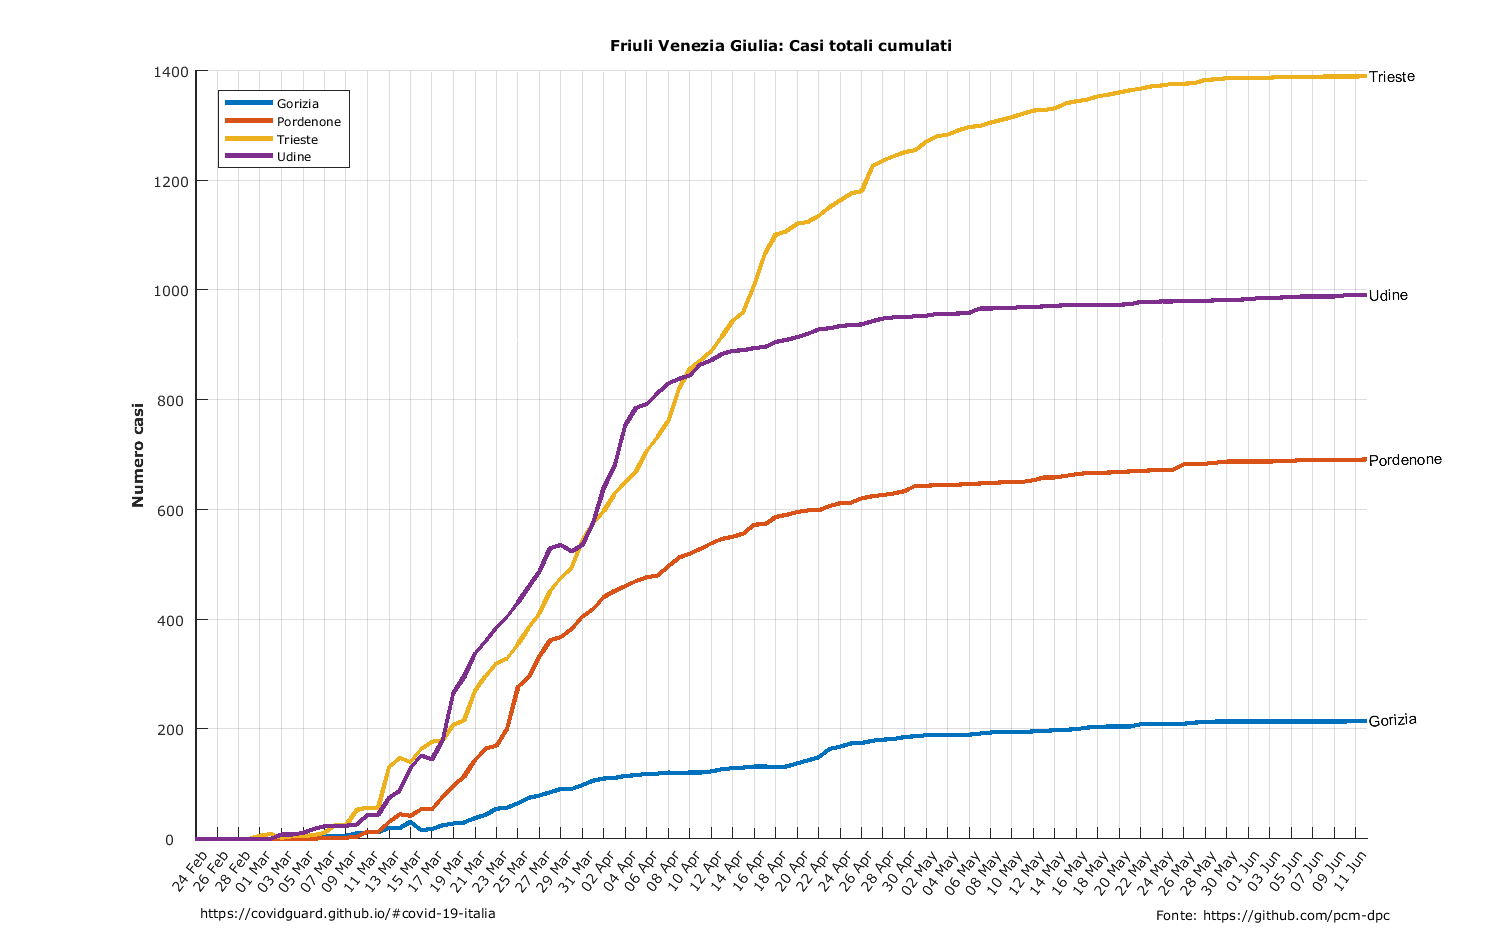 Friuli Venezia Giulia: Casi totali cumulati
1400
1200
1000
800
600
400
200
0
Numero casi
Gorizia
Pordenone
Trieste
Udine
Trieste
Udine
Pordenone
Gorizia
24 Feb
26 Feb
28 Feb
01 Mar
03 Mar
05 Mar
07 Mar
09 Mar
11 Mar
13 Mar
15 Mar
17 Mar
19 Mar
21 Mar
23 Mar
25 Mar
27 Mar
29 Mar
31 Mar
02 Apr
04 Apr
06 Apr
08 Apr
10 Apr
12 Apr
14 Apr
16 Apr
18 Apr
20 Apr
22 Apr
24 Apr
26 Apr
28 Apr
30 Apr
02 May
04 May
06 May
08 May
10 May
12 May
14 May
16 May
18 May
20 May
22 May
24 May
26 May
28 May
30 May
01 Jun
03 Jun
05 Jun
07 Jun
09 Jun
11 Jun
https://covidguard.github.io/#covid-19-italia
Fonte: https://github.com/pcm-dpc